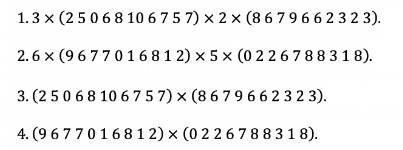 1. 3 × (2 5 0 6 8 10 6 7 5 7) × 2 × (8 6 7 9 6 6 2 3 2 3).
2. 6 × (9 6 7 7 0 1 6 8 1 2) × 5 × (0 2 2 6 7 8 8 3 1 8).
3. (2 5 0 6 8 10 6 7 5 7) × (8 6 7 9 6 6 2 3 2 3).
4. (9 6 7 7 0 1 6 8 1 2) × (0 2 2 6 7 8 8 3 1 8).